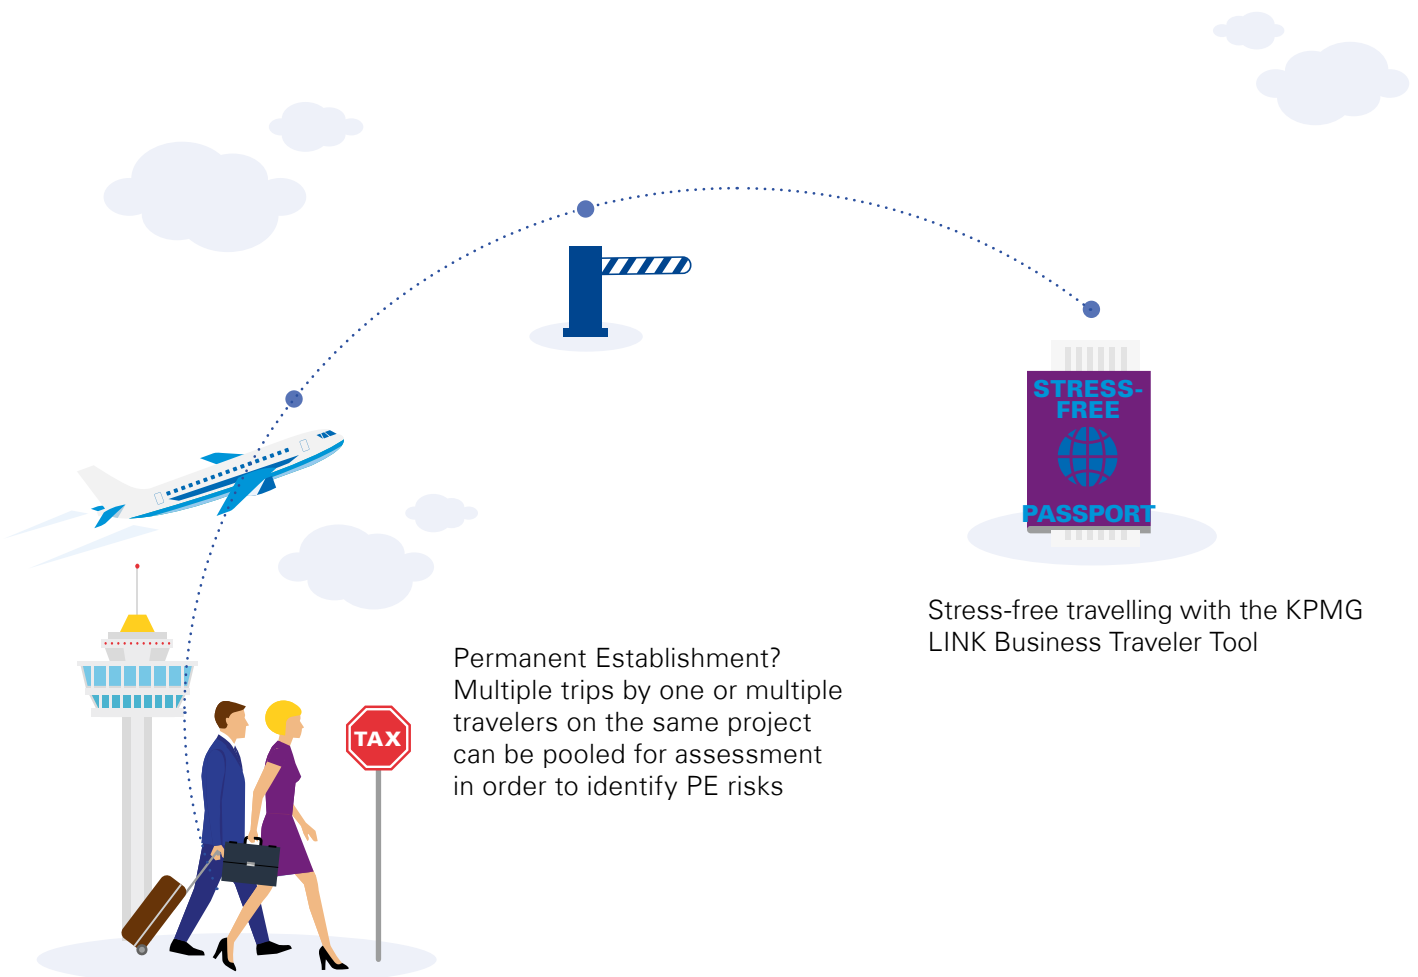 STRESS-
FREE
PASSPORT
Stress-free travelling with the KPMG
LINK Business Traveler Tool
Permanent Establishment?
Multiple trips by one or multiple
travelers on the same project
can be pooled for assessment
in order to identify PE risks
TAX